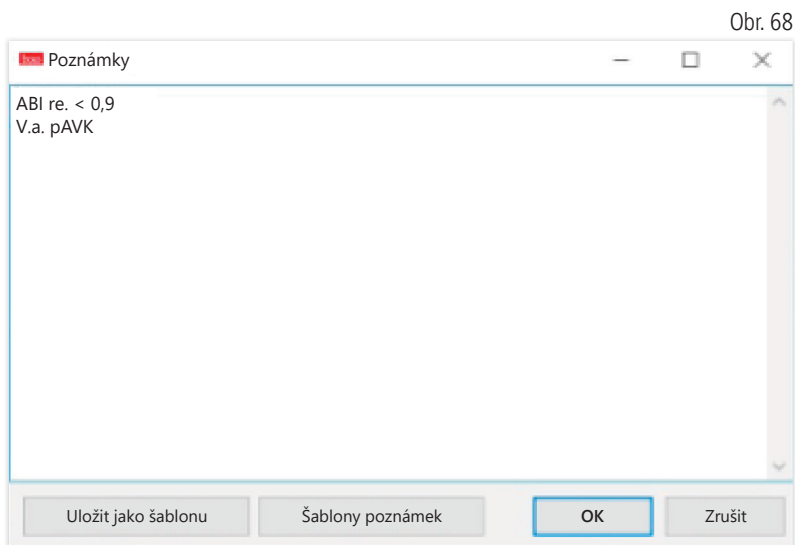 Obr. 68
Poznámky
ABI re. < 0,9
V.a. pAVK
Uložit jako šablonu Šablony poznámek OK Zrušit